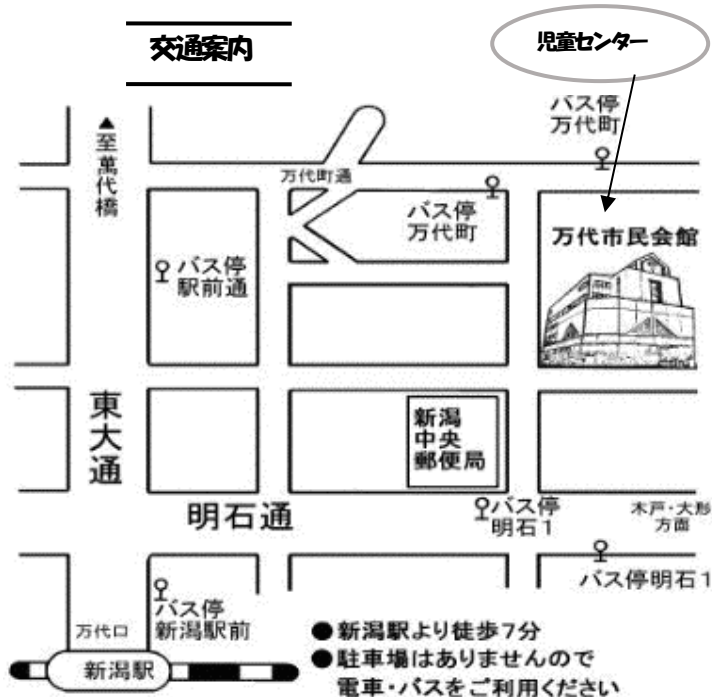 交通案内
児童センター
バス停
万代町
▲至萬代橋
万代町通
バス停
万代町
万代市民会館
バス停
駅前通
東大通
新潟
中央
郵便局
明石通
バス停
明石1
木戸・大形
方面
バス停明石1
バス停
新潟駅前
万代口
新潟駅
●新潟駅より徒歩7分
●駐車場はありませんので
電車・バスをご利用ください